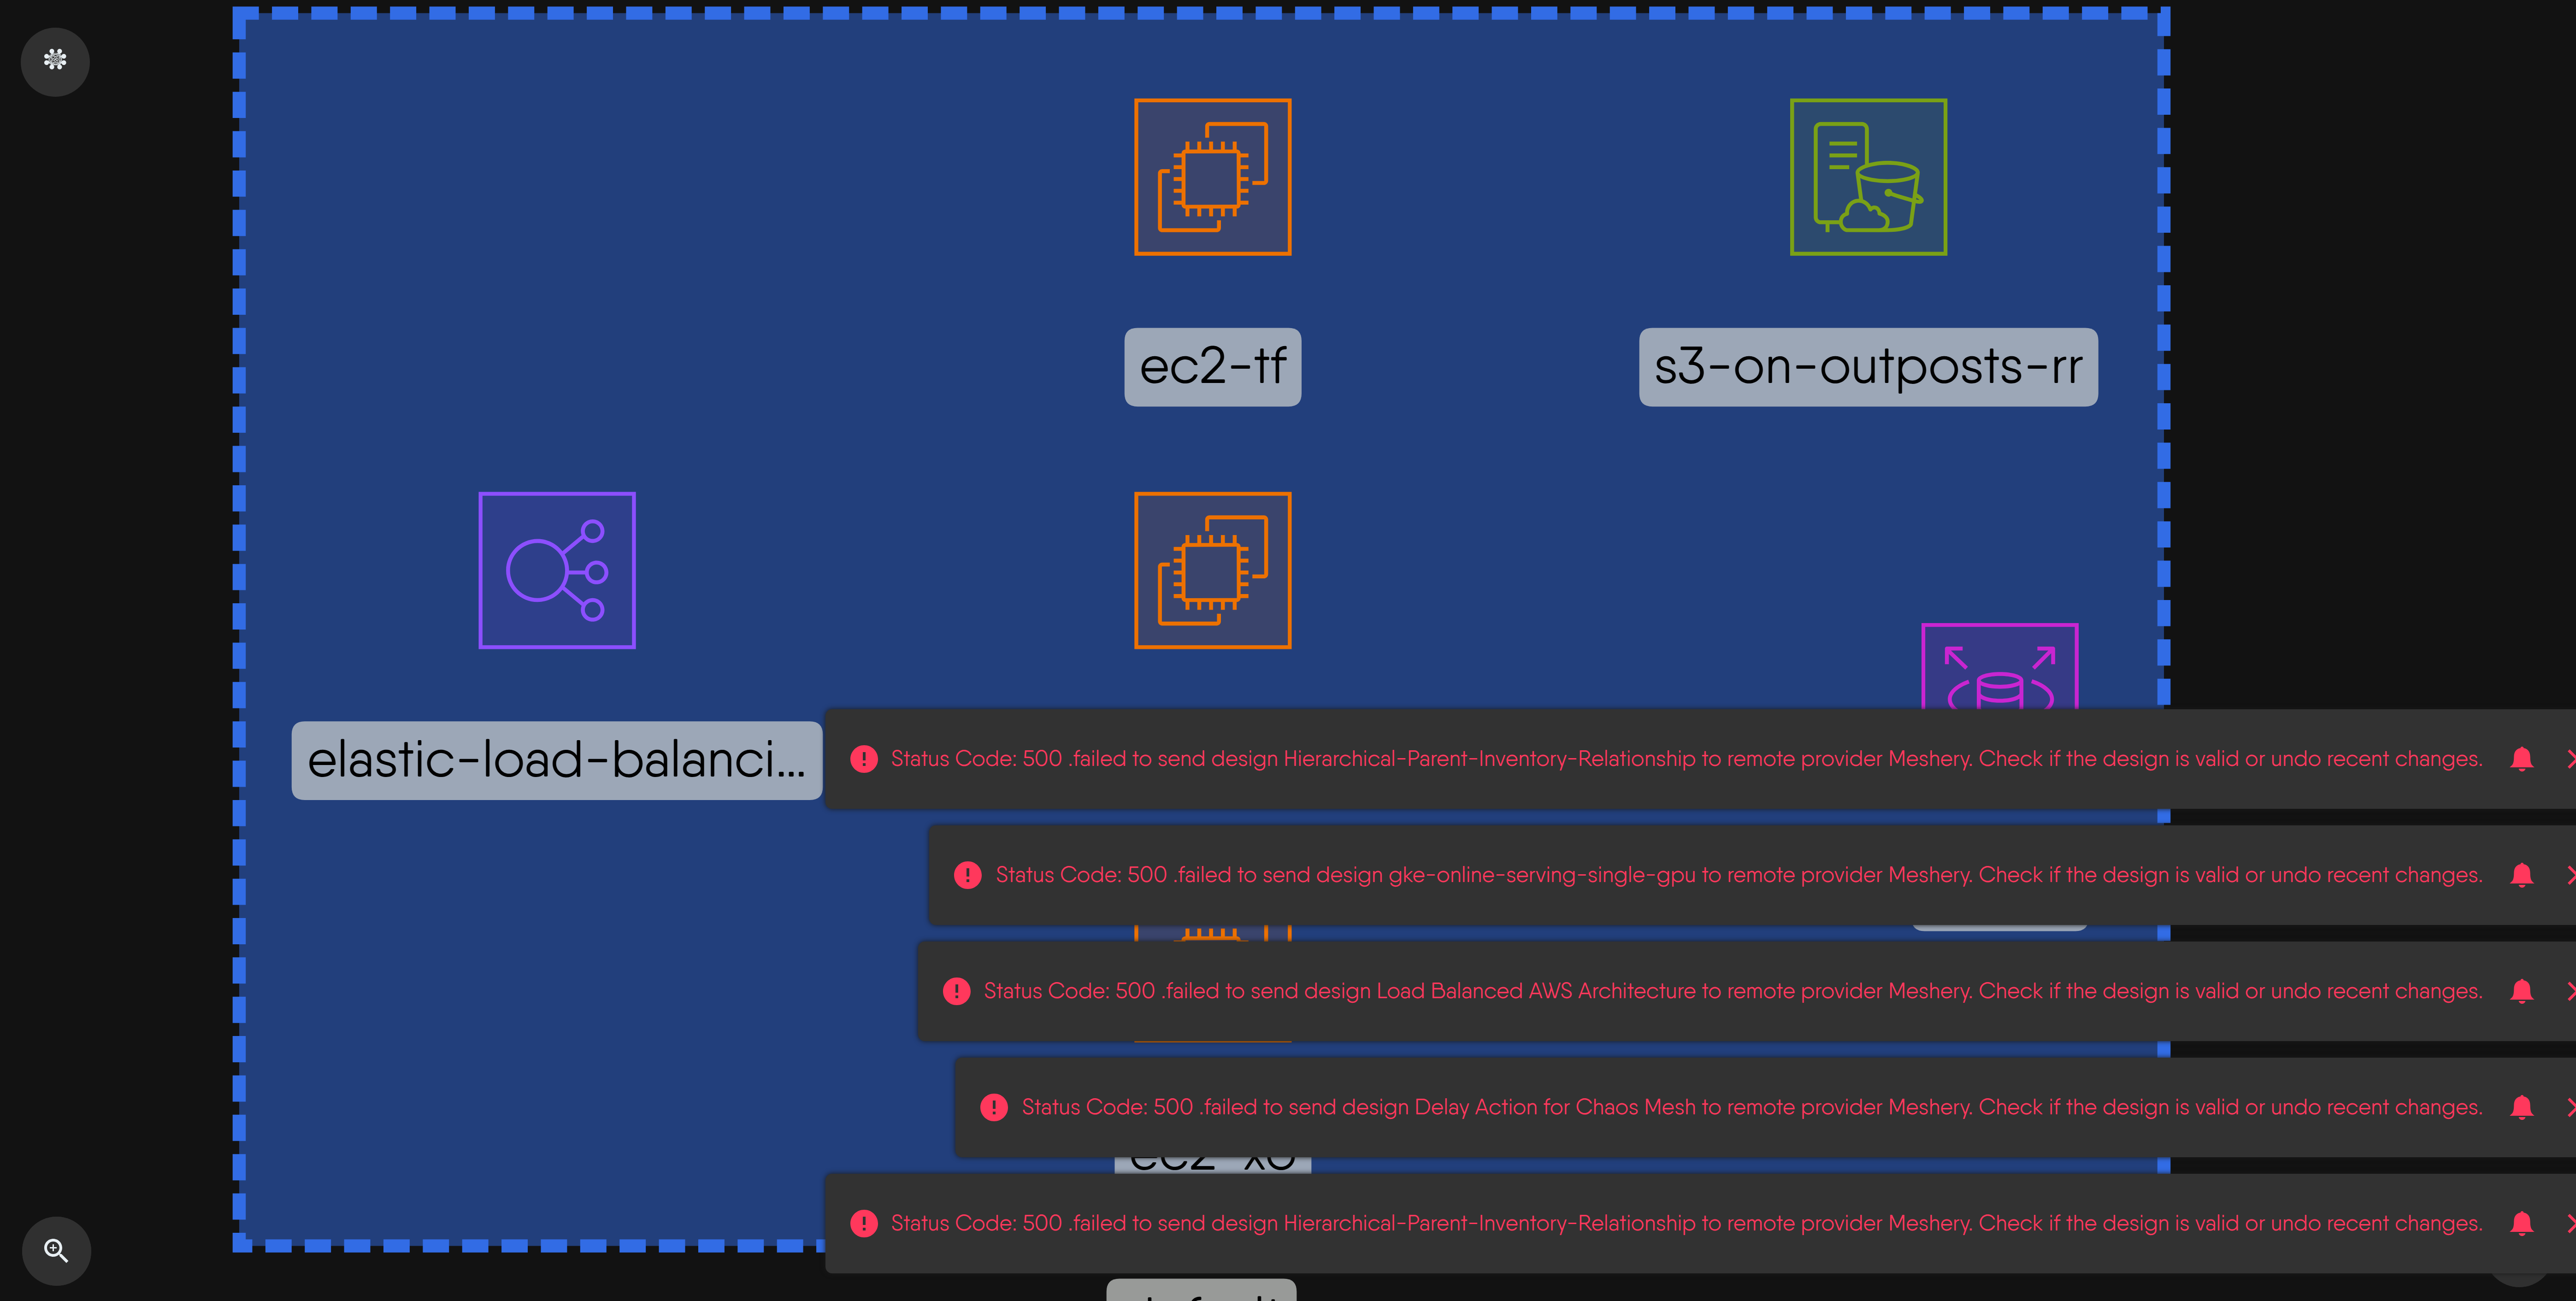 ec2-tf
s3-on-outposts-rr
elastic-load-balanci...
Status Code: 500 .failed to send design Hierarchical-Parent-Inventory-Relationship to remote provider Meshery. Check if the design is valid or undo recent changes.
Status Code: 500 .failed to send design gke-online-serving-single-gpu to remote provider Meshery. Check if the design is valid or undo recent changes.
Status Code: 500 .failed to send design Load Balanced AWS Architecture to remote provider Meshery. Check if the design is valid or undo recent changes.
Status Code: 500 .failed to send design Delay Action for Chaos Mesh to remote provider Meshery. Check if the design is valid or undo recent changes.
Status Code: 500 .failed to send design Hierarchical-Parent-Inventory-Relationship to remote provider Meshery. Check if the design is valid or undo recent changes.